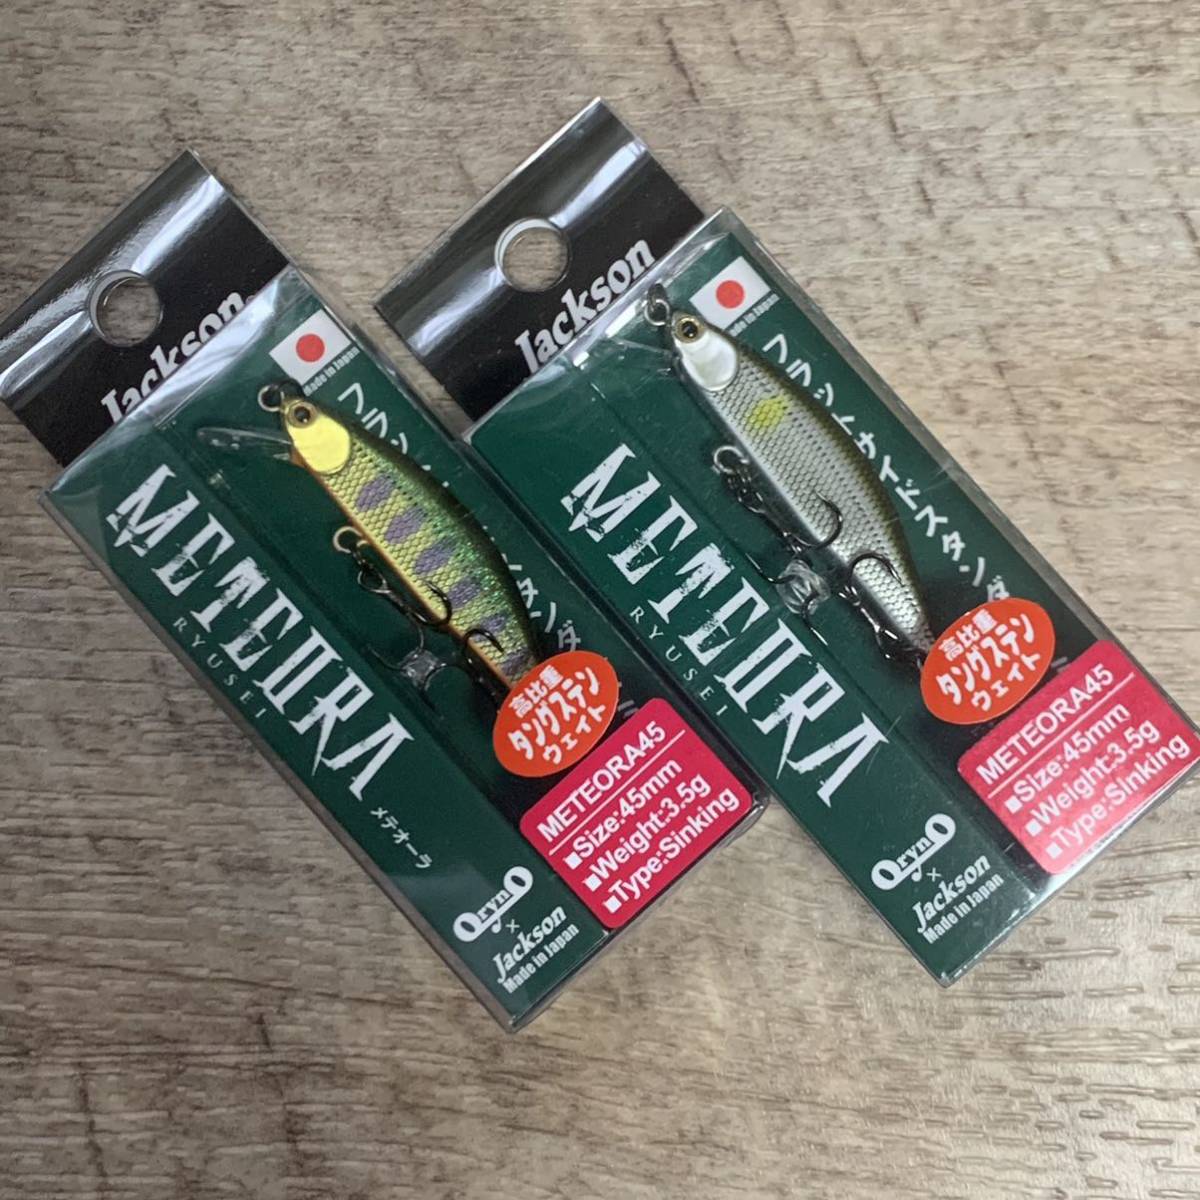 Jackson
Made in Japan
METEORA
RYUSEI
メテオーラ
高比重
タングステン
ウェイト
METEORA45
■Size:45mm
■Weight:3.5g
■Type:Sinking
OrynO
×
Jackson
Made in Japan
Jackson
Made in Japan
フラットサイドスタンダ
METEORA
RYUSEI
高比重
タングステン
ウェイト
METEORA45
■Size:45mm
■Weight:3.5g
■Type:Sinking
OrynO
×
Jackson
Made in Japan